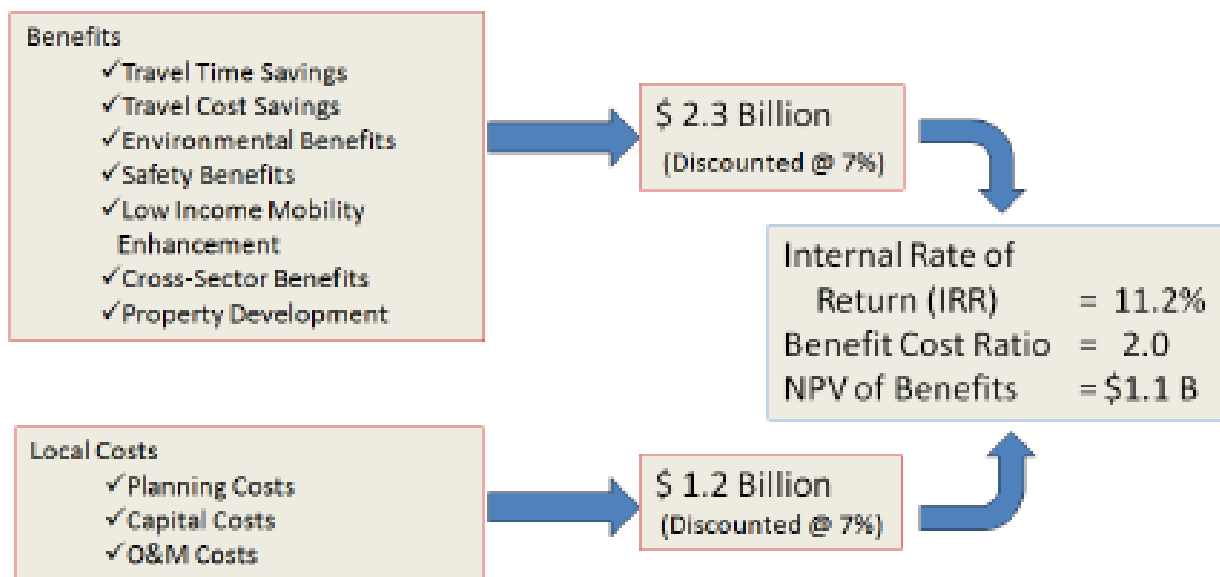 Benefits
✓Travel Time Savings
✓Travel Cost Savings
✓Environmental Benefits
✓Safety Benefits
✓Low Income Mobility
Enhancement
✓Cross-Sector Benefits
✓Property Development
$ 2.3 Billion
(Discounted @ 7%)
Internal Rate of
Return (IRR) = 11.2%
Benefit Cost Ratio = 2.0
NPV of Benefits = $1.1 B
Local Costs
✓Planning Costs
✓Capital Costs
✓O&M Costs
$ 1.2 Billion
(Discounted @ 7%)